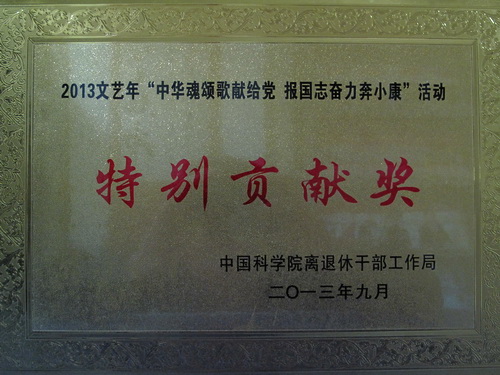 2013文艺年“中华魂颂歌献给党 报国志奋力奔小康”活动
特别贡献奖
中国科学院离退休干部工作局
二〇一三年九月